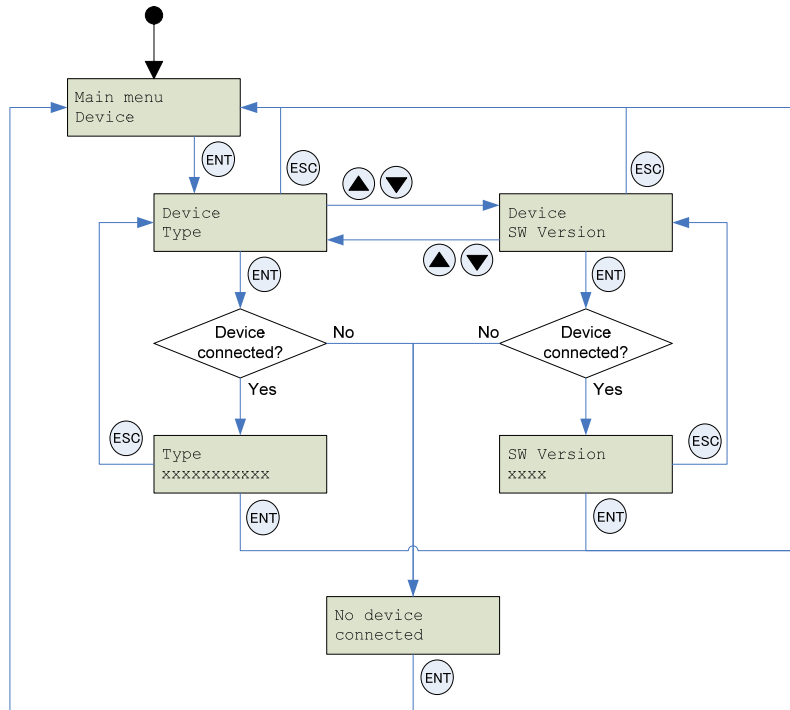 Main menu
Device
ENT
ESC
ESC
Device
Type
Device
SW Version
ENT
ENT
Device
connected?
No
No
Device
connected?
Yes
Yes
ESC
Type
xxxxxxxxxxx
SW Version
xxxx
ESC
ENT
ENT
No device
connected
ENT